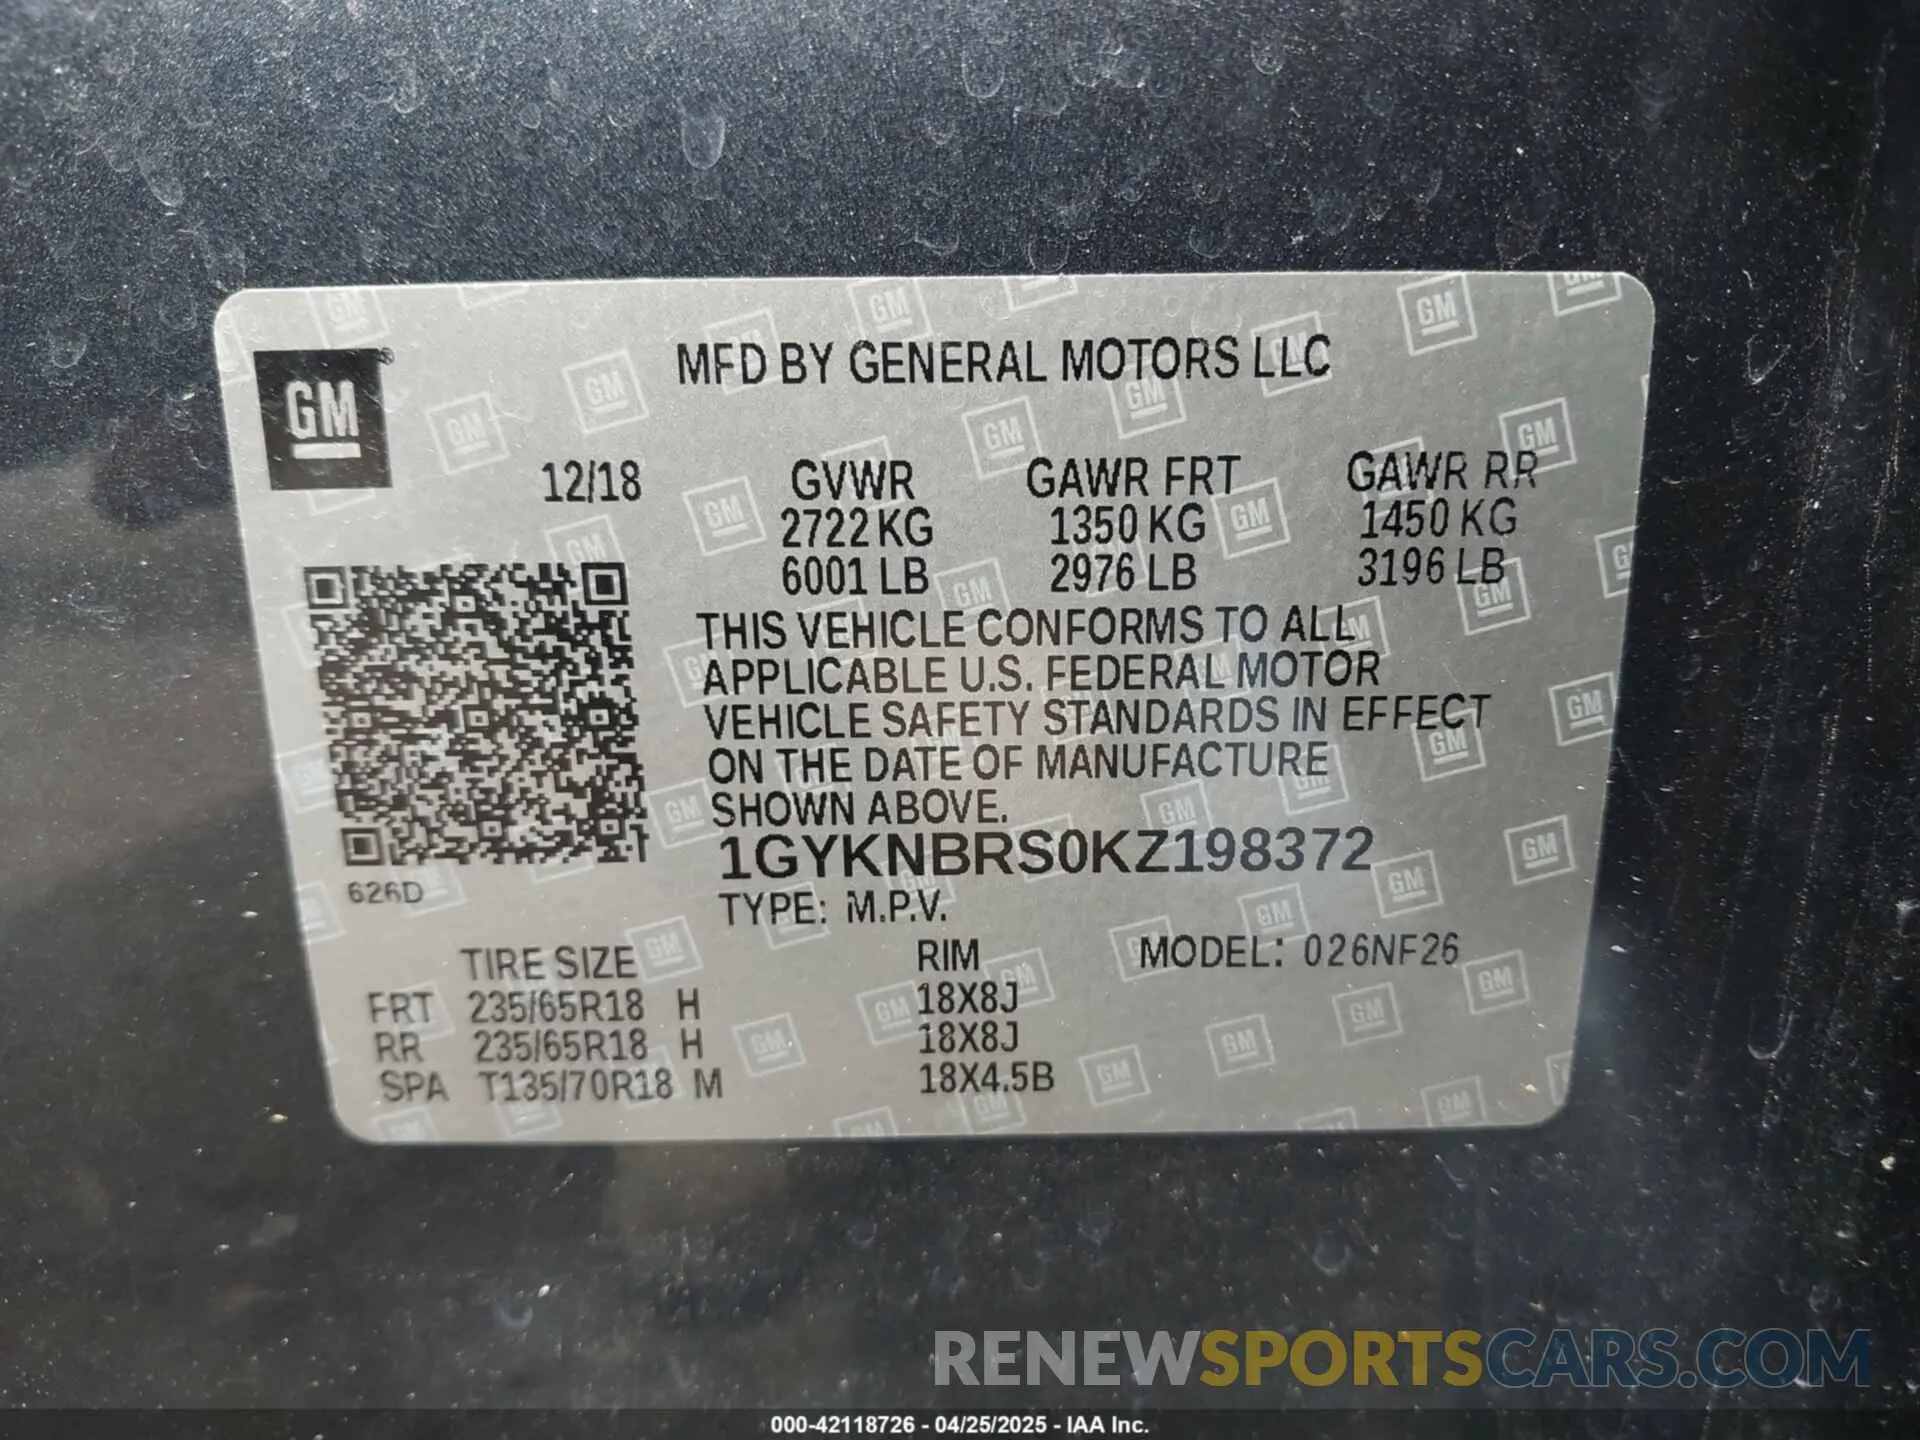 MFD BY GENERAL MOTORS LLC
GM ®
12/18 GVWR GAWR FRT GAWR RR
2722 KG 1350 KG 1450 KG
6001 LB 2976 LB 3196 LB
THIS VEHICLE CONFORMS TO ALL
APPLICABLE U.S. FEDERAL MOTOR
VEHICLE SAFETY STANDARDS IN EFFECT
ON THE DATE OF MANUFACTURE
SHOWN ABOVE.
1GYKNBRS0KZ198372
626D
TYPE: M.P.V.
TIRE SIZE RIM MODEL: 026NF26
FRT 235/65R18 H 18X8J
RR 235/65R18 H 18X8J
SPA T135/70R18 M 18X4.5B
RENEWSPORTSCARS.COM
000-42118726 - 04/25/2025 - IAA Inc.